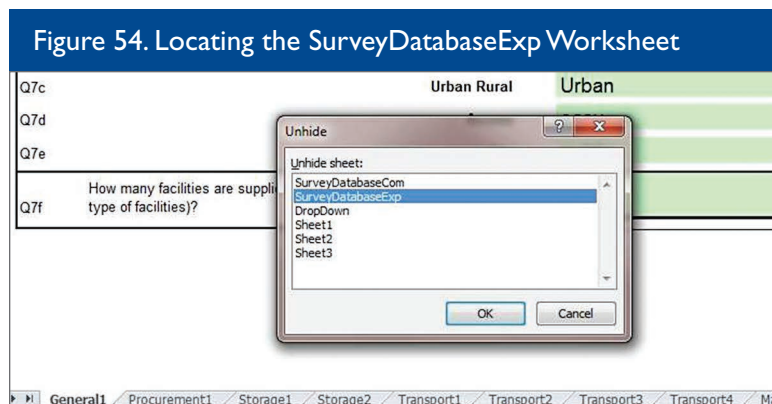 Figure 54. Locating the SurveyDatabaseExp Worksheet
Q7c Urban Rural Urban
Q7d
Q7e
Q7f How many facilities are suppli
type of facilities)?
Unhide
Unhide sheet:
SurveyDatabaseCom
SurveyDatabaseExp
DropDown
Sheet1
Sheet2
Sheet3
OK Cancel
General1 Procurement1 Storage1 Storage2 Transport1 Transport2 Transport3 Transport4 Ma